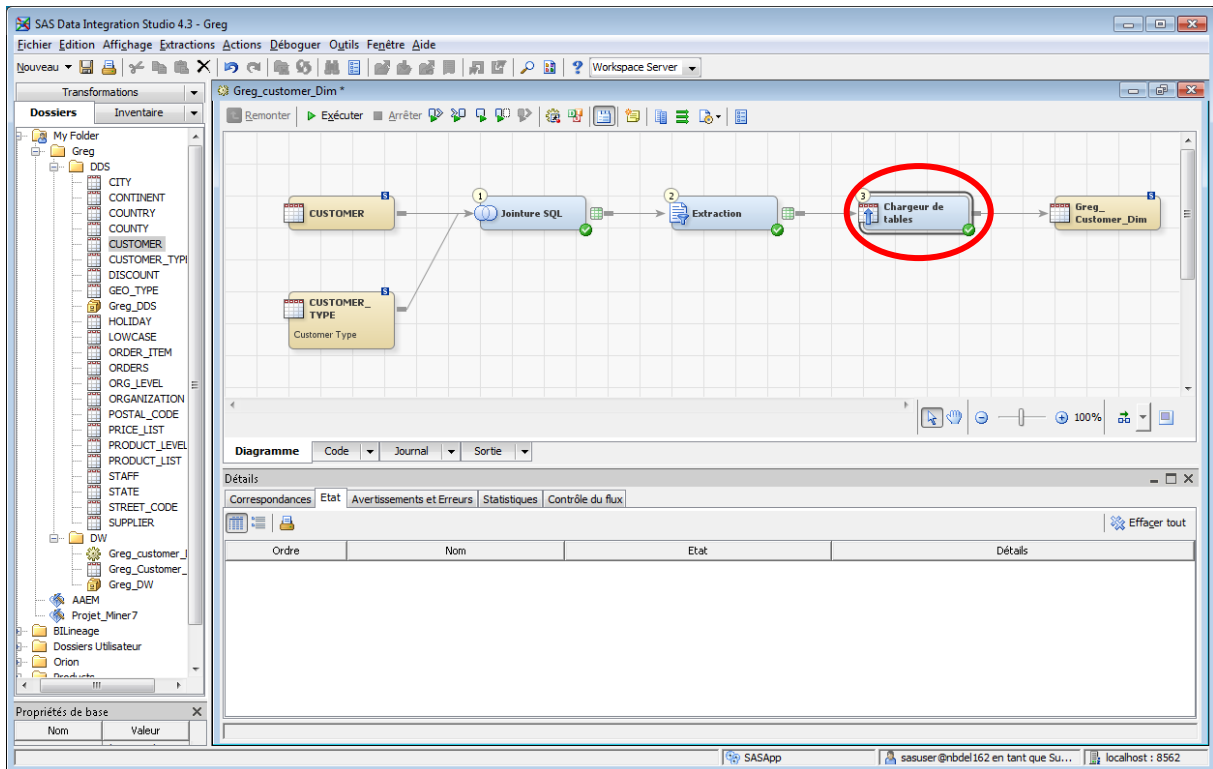 SAS Data Integration Studio 4.3 - Greg
Fichier Edition Affichage Extractions Actions Déboguer Outils Fenêtre Aide
Nouveau
Workspace Server
Transformations
Dossiers Inventaire
My Folder
Greg
DDS
CITY
CONTINENT
COUNTRY
COUNTY
CUSTOMER
CUSTOMER_TYPE
DISCOUNT
GEO_TYPE
Greg_DDS
HOLIDAY
LOWCASE
ORDER_ITEM
ORDERS
ORG_LEVEL
ORGANIZATION
POSTAL_CODE
PRICE_LIST
PRODUCT_LEVEL
PRODUCT_LIST
STAFF
STATE
STREET_CODE
SUPPLIER
DW
Greg_customer_
Greg_Customer_
Greg_DW
AAEM
Projet_Miner7
BILineage
Dossiers Utilisateur
Orion
Products
Propriétés de base
Nom Valeur
Greg_customer_Dim *
Remonter Exécuter Arrêter
CUSTOMER
1
Jointure SQL
2
Extraction
3
Chargeur de
tables
Greg_
Customer_Dim
CUSTOMER_
TYPE
Customer Type
100%
Diagramme Code Journal Sortie
Détails
Correspondances Etat Avertissements et Erreurs Statistiques Contrôle du flux
Effaçer tout
Ordre Nom Etat Détails
SASApp sasuser@nbdel162 en tant que Su... localhost : 8562